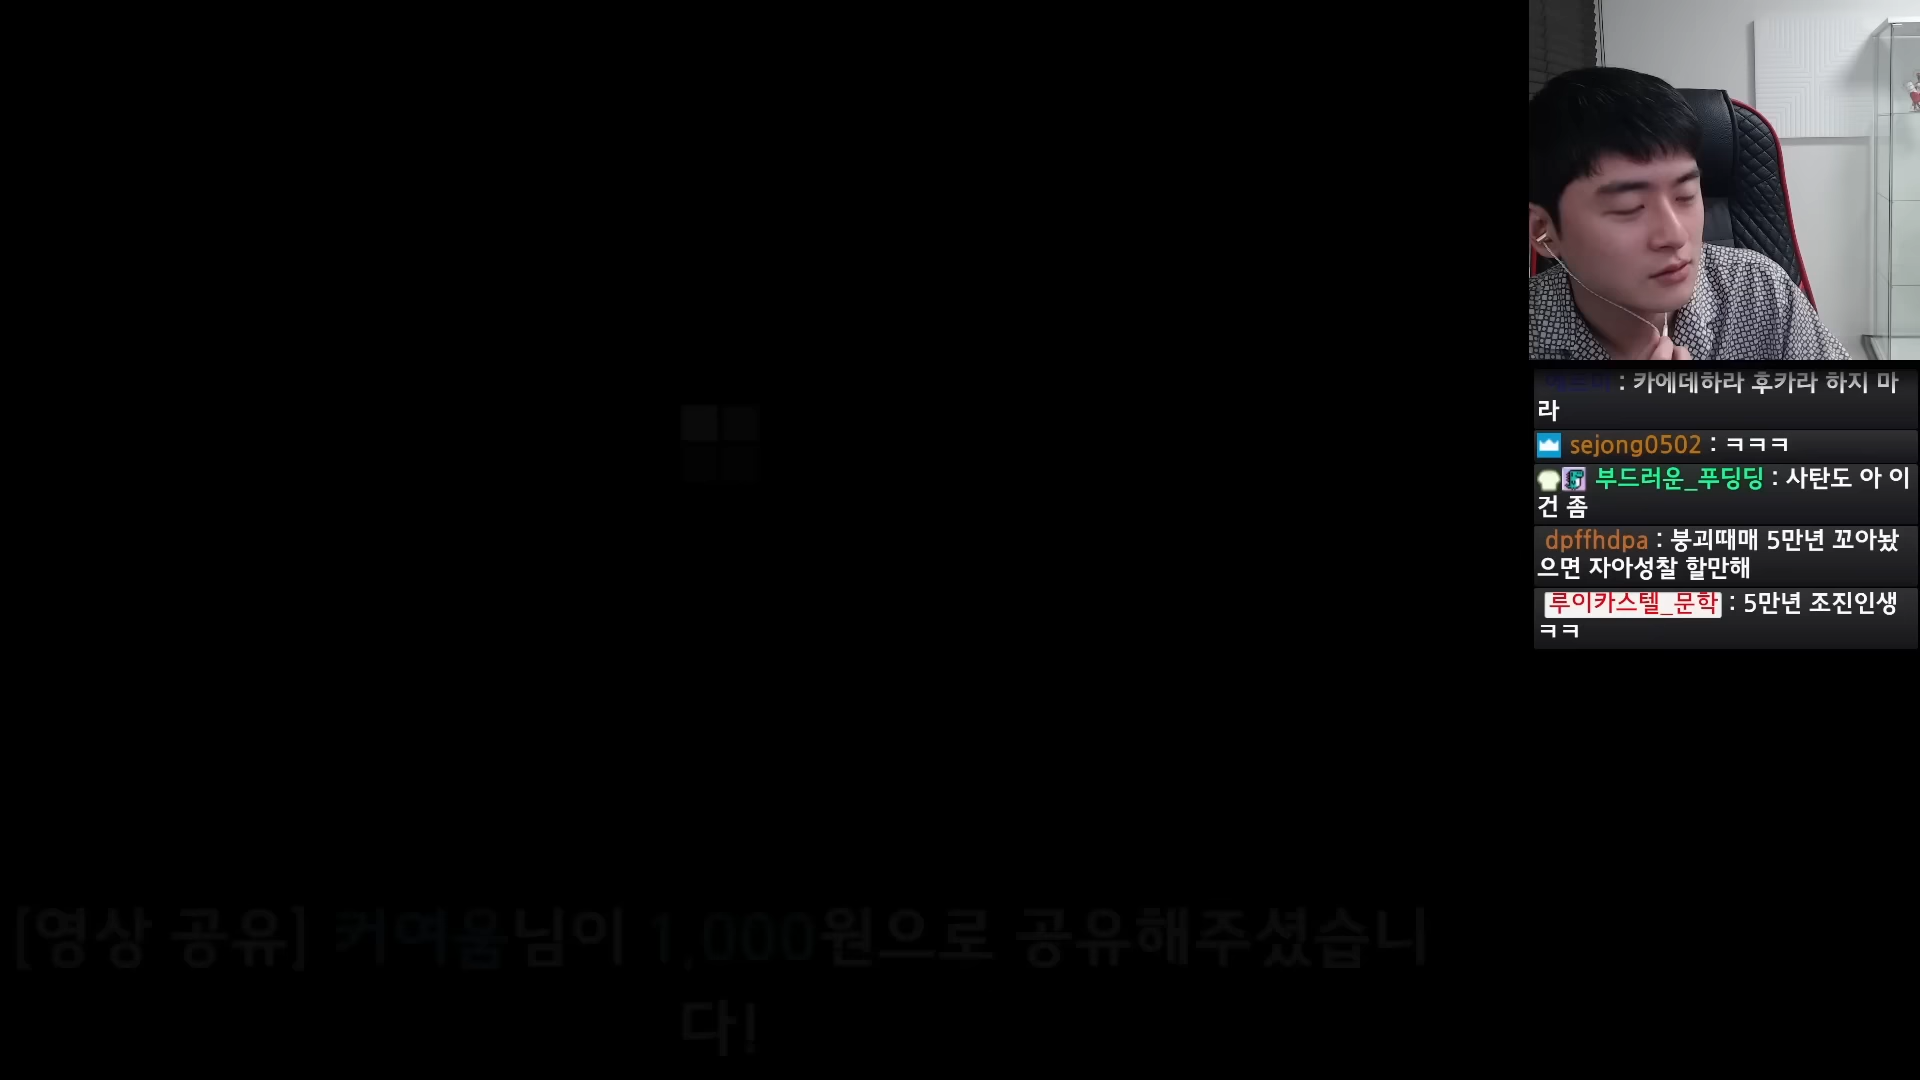 : 카에데하라 후카라 하지 마
라
sejong0502 : ㅋㅋㅋ
부드러운_푸딩딩 : 사탄도 아 이
건 좀
dpffhdpa : 붕괴때매 5만년 꼬아놨
으면 자아성찰 할만해
루이카스텔_문학 : 5만년 조진인생
ㅋㅋ
[영상 공유] 커여움님이 1,000원으로 공유해주셨습니
다!